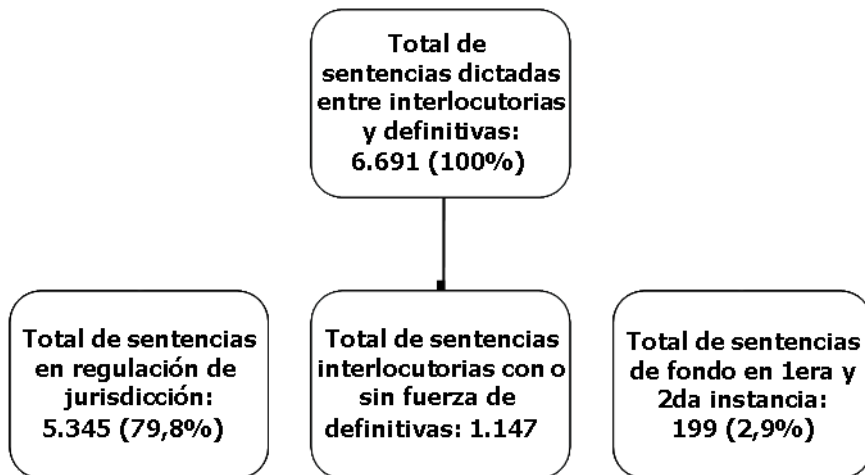 Total de
sentencias dictadas
entre interlocutorias
y definitivas:
6.691 (100%)
Total de sentencias
en regulación de
jurisdicción:
5.345 (79,8%)
Total de sentencias
interlocutorias con o
sin fuerza de
definitivas: 1.147
Total de sentencias
de fondo en 1era y
2da instancia:
199 (2,9%)